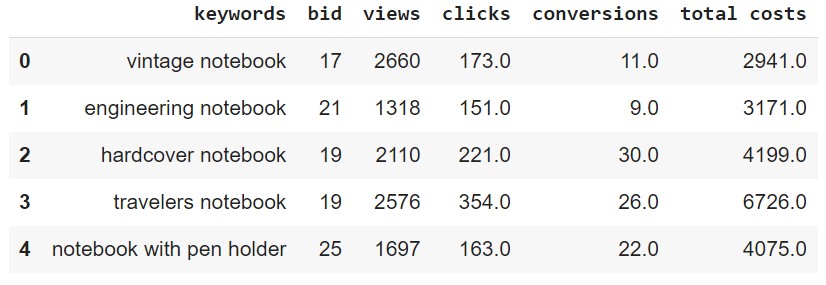 keywords bid views clicks conversions total costs
0 vintage notebook 17 2660 173.0 11.0 2941.0
1 engineering notebook 21 1318 151.0 9.0 3171.0
2 hardcover notebook 19 2110 221.0 30.0 4199.0
3 travelers notebook 19 2576 354.0 26.0 6726.0
4 notebook with pen holder 25 1697 163.0 22.0 4075.0